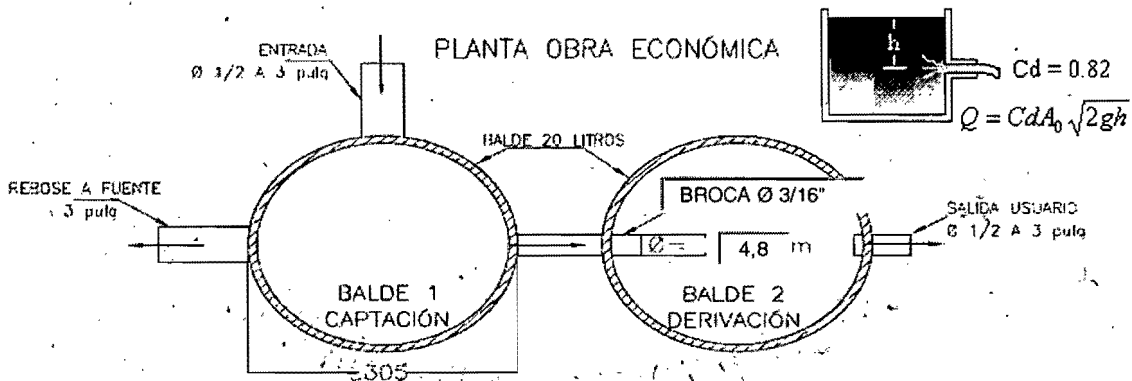 PLANTA OBRA ECONÓMICA
ENTRADA
Ø 1/2 A 3 pulg
h
Cd = 0.82
Q = CdA₀√2gh
BALDE 20 LITROS
REBOSE A FUENTE
3 pulg
BROCA Ø 3/16"
Ø = 4,8 m
SALIDA USUARIO
Ø 1/2 A 3 pulg
BALDE 1
CAPTACIÓN
BALDE 2
DERIVACIÓN
305